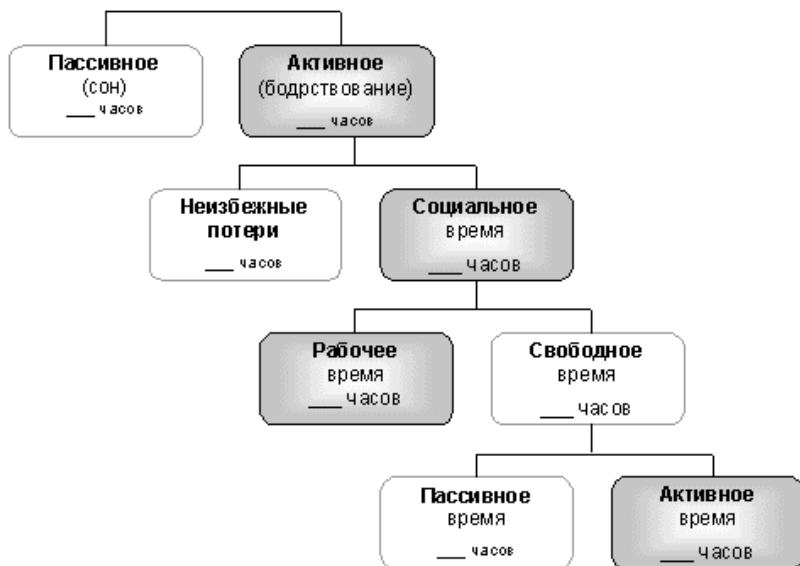 Пассивное
(сон)
___ часов
Активное
(бодрствование)
___ часов
Неизбежные
потери
___ часов
Социальное
время
___ часов
Рабочее
время
___ часов
Свободное
время
___ часов
Пассивное
время
___ часов
Активное
время
___ часов